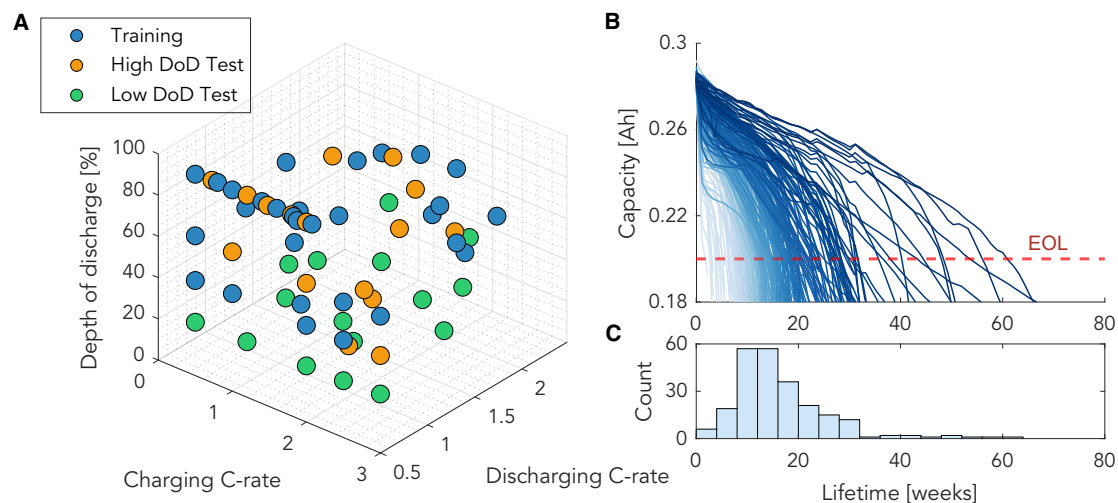 A
Training
High DoD Test
Low DoD Test
Depth of discharge [%]
100
80
60
40
20
0
0
1
2
3
Charging C-rate
0.5
1
1.5
2
Discharging C-rate
B
Capacity [Ah]
0.3
0.26
0.22
0.18
EOL
0 20 40 60 80
C
Count
60
30
0
0 20 40 60 80
Lifetime [weeks]